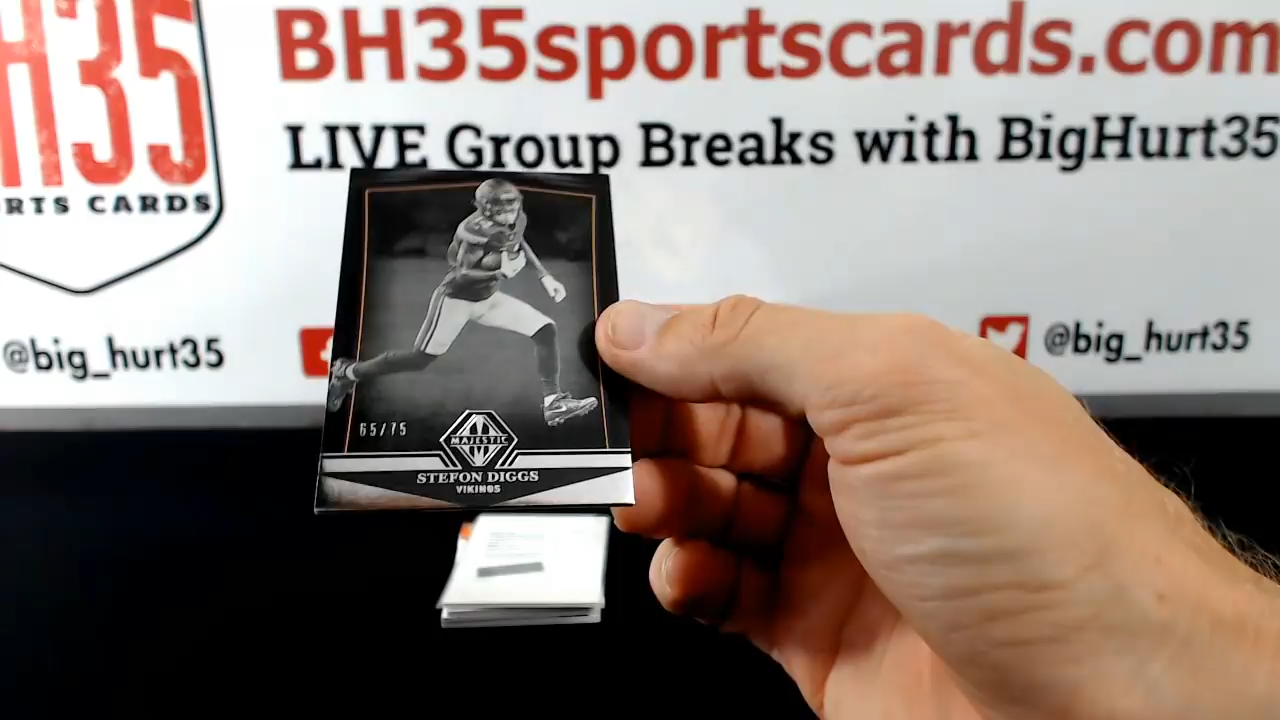 H35
RTS CARDS
BH35sportscards.com
LIVE Group Breaks with BigHurt35
@big_hurt35
@big_hurt35
65/75
MAJESTIC
STEFON DIGGS
VIKINGS